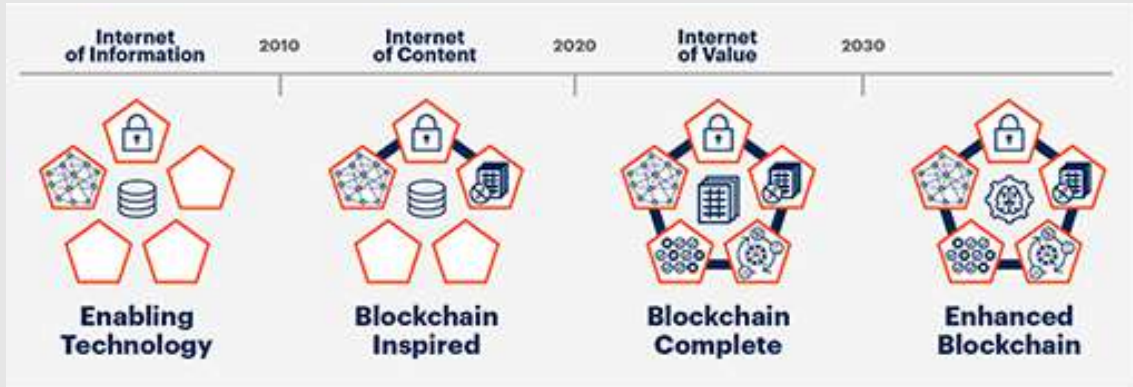 Internet
of Information
2010
Internet
of Content
2020
Internet
of Value
2030
Enabling
Technology
Blockchain
Inspired
Blockchain
Complete
Enhanced
Blockchain